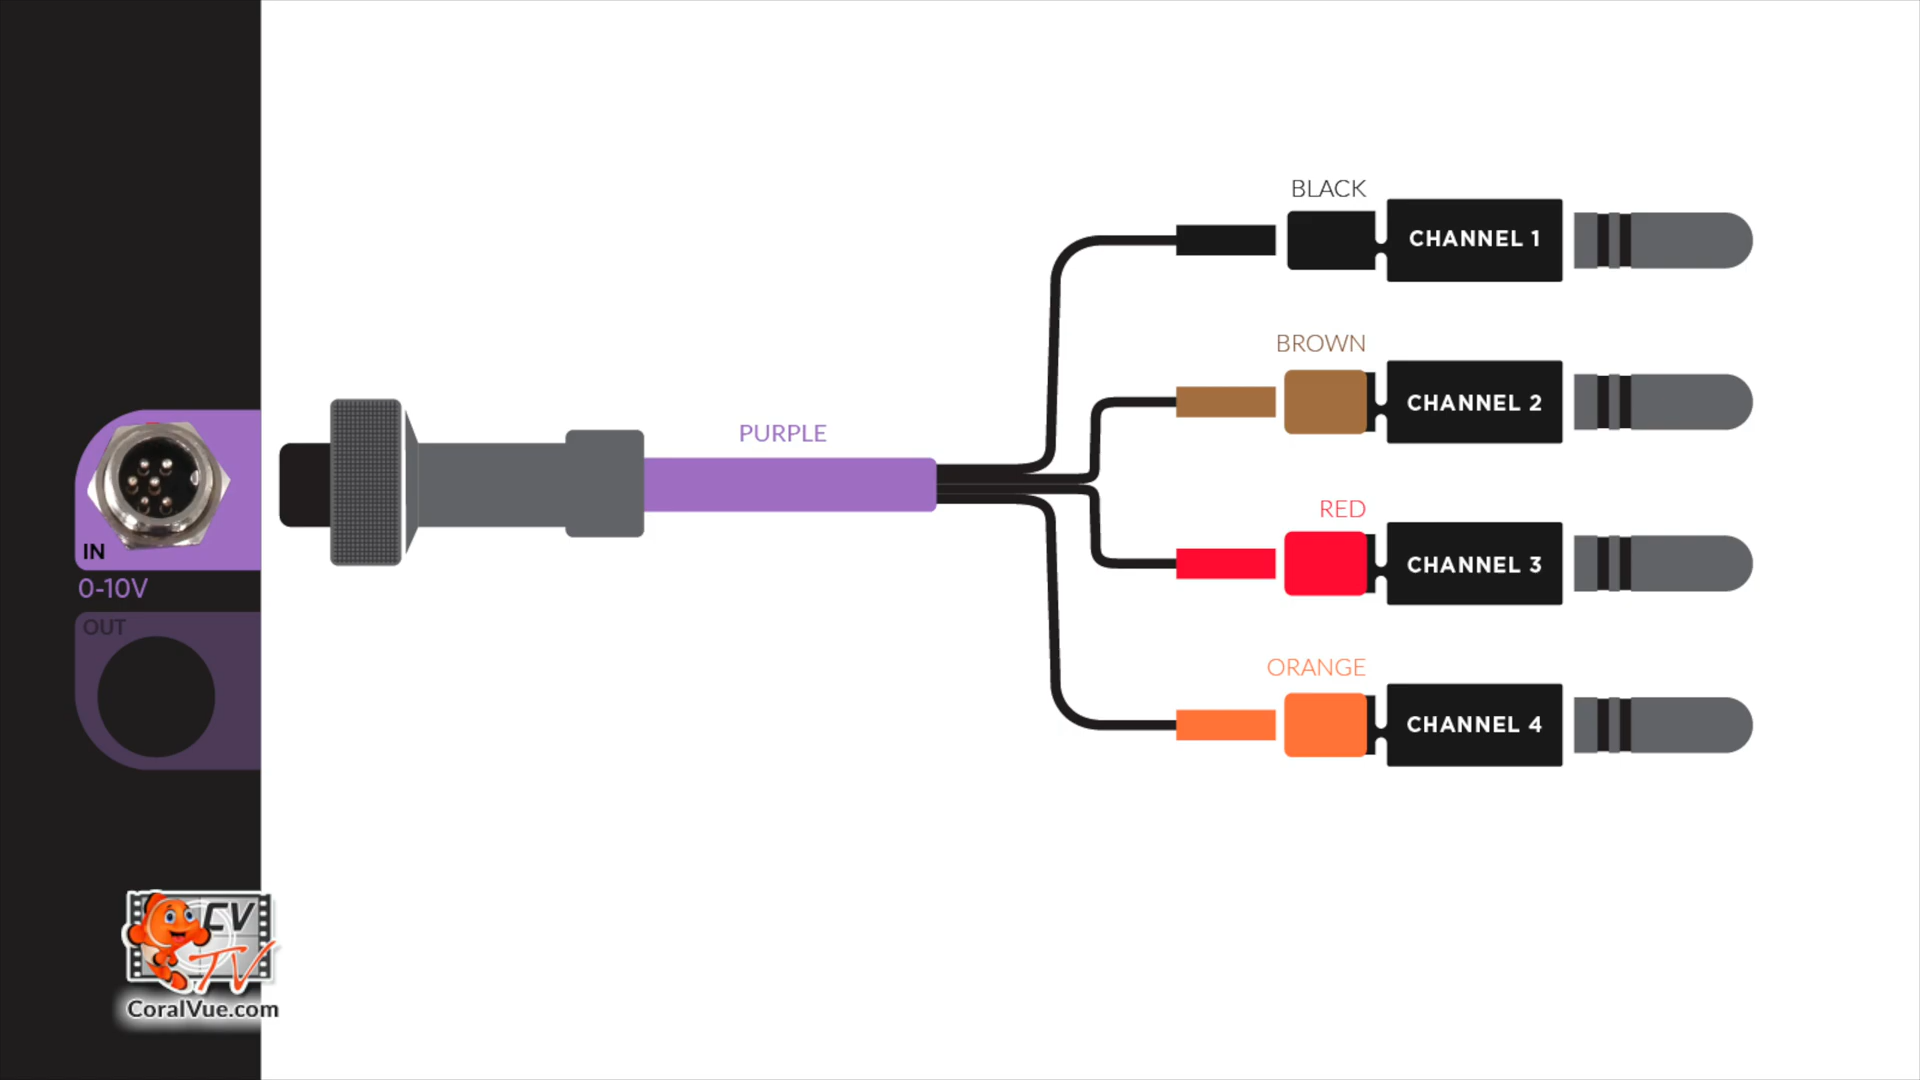 BLACK
CHANNEL 1
BROWN
CHANNEL 2
PURPLE
RED
IN
CHANNEL 3
0-10V
OUT
ORANGE
CHANNEL 4
CV
TV
CoralVue.com